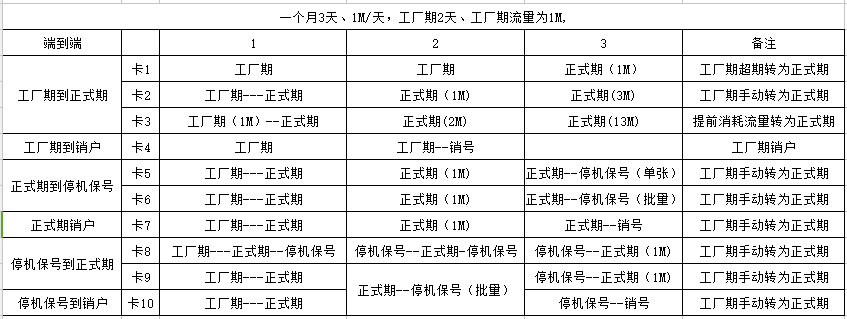 一个月3天、1M/天，工厂期2天、工厂期流量为1M,
端到端 1 2 3 备注
工厂期到正式期 卡1 工厂期 工厂期 正式期（1M） 工厂期超期转为正式期
卡2 工厂期---正式期 正式期（1M) 正式期(3M) 工厂期手动转为正式期
卡3 工厂期（1M）--正式期 正式期(2M) 正式期(13M) 提前消耗流量转为正式期
工厂期到销户 卡4 工厂期 工厂期--销号 工厂期销户
正式期到停机保号 卡5 工厂期---正式期 正式期（1M) 正式期--停机保号（单张） 工厂期手动转为正式期
卡6 工厂期---正式期 正式期（1M) 正式期--停机保号（批量） 工厂期手动转为正式期
正式期销户 卡7 工厂期---正式期 正式期（1M) 正式期--销号 工厂期手动转为正式期
停机保号到正式期 卡8 工厂期---正式期--停机保号 停机保号--正式期-停机保号 停机保号--正式期（1M) 工厂期手动转为正式期
卡9 工厂期---正式期 正式期--停机保号（批量） 停机保号--正式期（1M) 工厂期手动转为正式期
停机保号到销户 卡10 工厂期---正式期 停机保号--销号 工厂期手动转为正式期